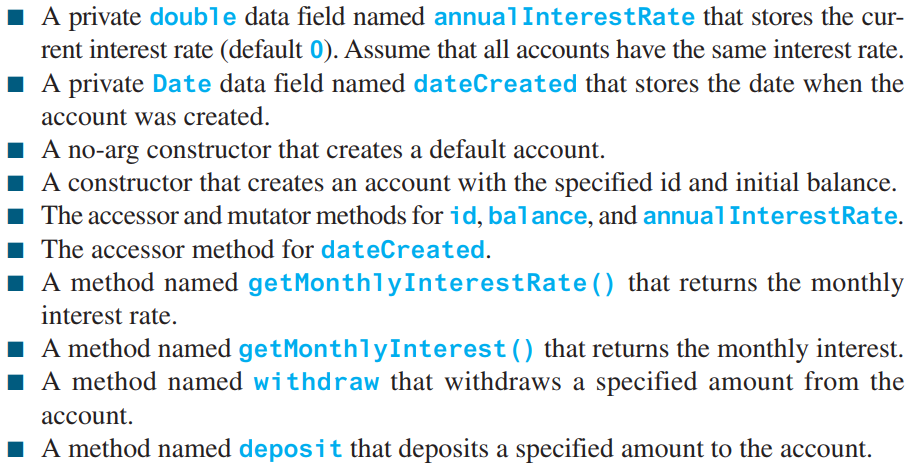 ■ A private double data field named annualInterestRate that stores the cur-
rent interest rate (default 0). Assume that all accounts have the same interest rate.
■ A private Date data field named dateCreated that stores the date when the
account was created.
■ A no-arg constructor that creates a default account.
■ A constructor that creates an account with the specified id and initial balance.
■ The accessor and mutator methods for id, balance, and annualInterestRate.
■ The accessor method for dateCreated.
■ A method named getMonthlyInterestRate() that returns the monthly
interest rate.
■ A method named getMonthlyInterest() that returns the monthly interest.
■ A method named withdraw that withdraws a specified amount from the
account.
■ A method named deposit that deposits a specified amount to the account.